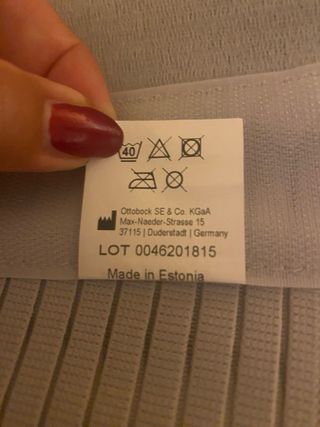 40
Ottobock SE & Co. KGaA
Max-Naeder-Strasse 15
37115 | Duderstadt | Germany
LOT 0046201815
Made in Estonia